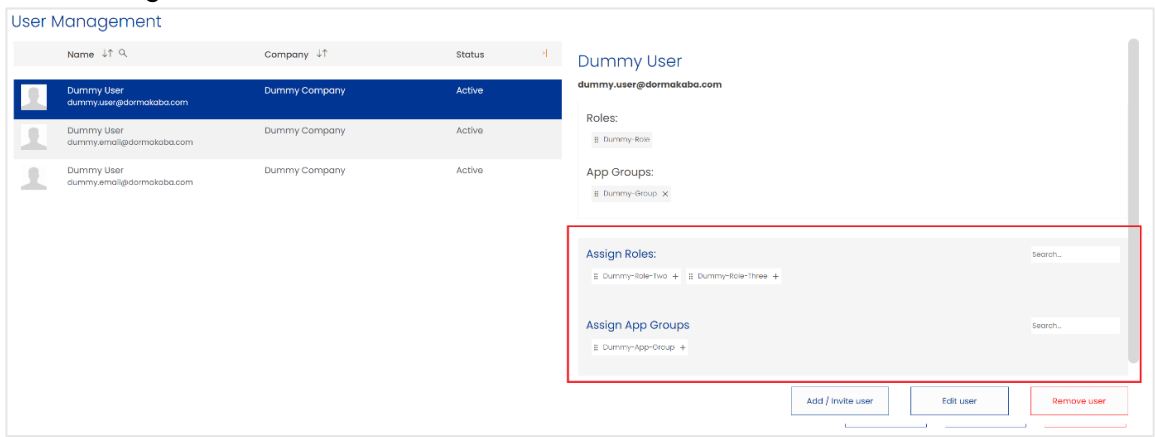 User Management
Name Company Status
Dummy User Dummy Company Active
dummy.user@dormakaba.com
Dummy User Dummy Company Active
dummy.email@dormakaba.com
Dummy User Dummy Company Active
dummy.email@dormakaba.com
Dummy User
dummy.user@dormakaba.com
Roles:
Dummy-Role
App Groups:
Dummy-Group ×
Assign Roles:
Search...
Dummy-Role-Two + Dummy-Role-Three +
Assign App Groups
Search...
Dummy-App-Group +
Add / Invite user Edit user Remove user